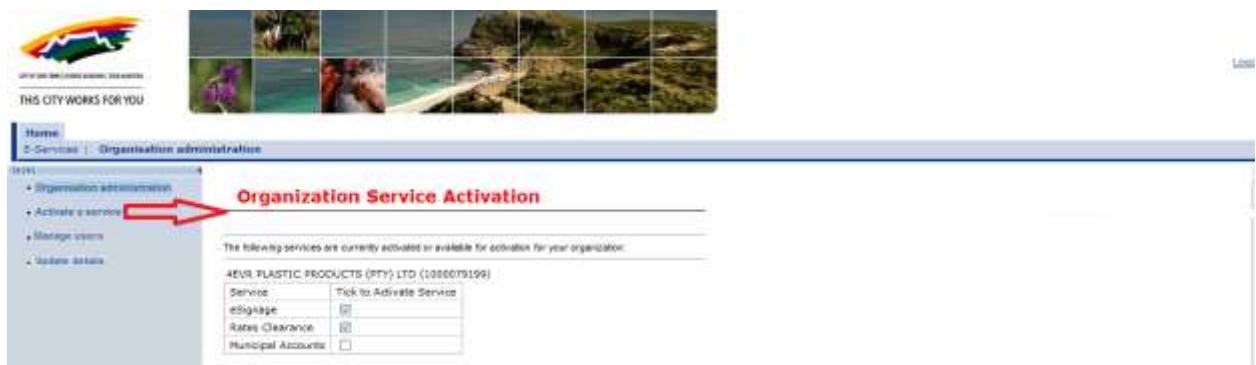 THIS CITY WORKS FOR YOU
Home
E-Services | Organisation administration
Organisation administration
Activate a service
Manage users
Update details
Organization Service Activation
The following services are currently activated or available for activation for your organization:
4EVR PLASTIC PRODUCTS (PTY) LTD (1000079199)
Service Tick to Activate Service
eSignage
Rates Clearance
Municipal Accounts